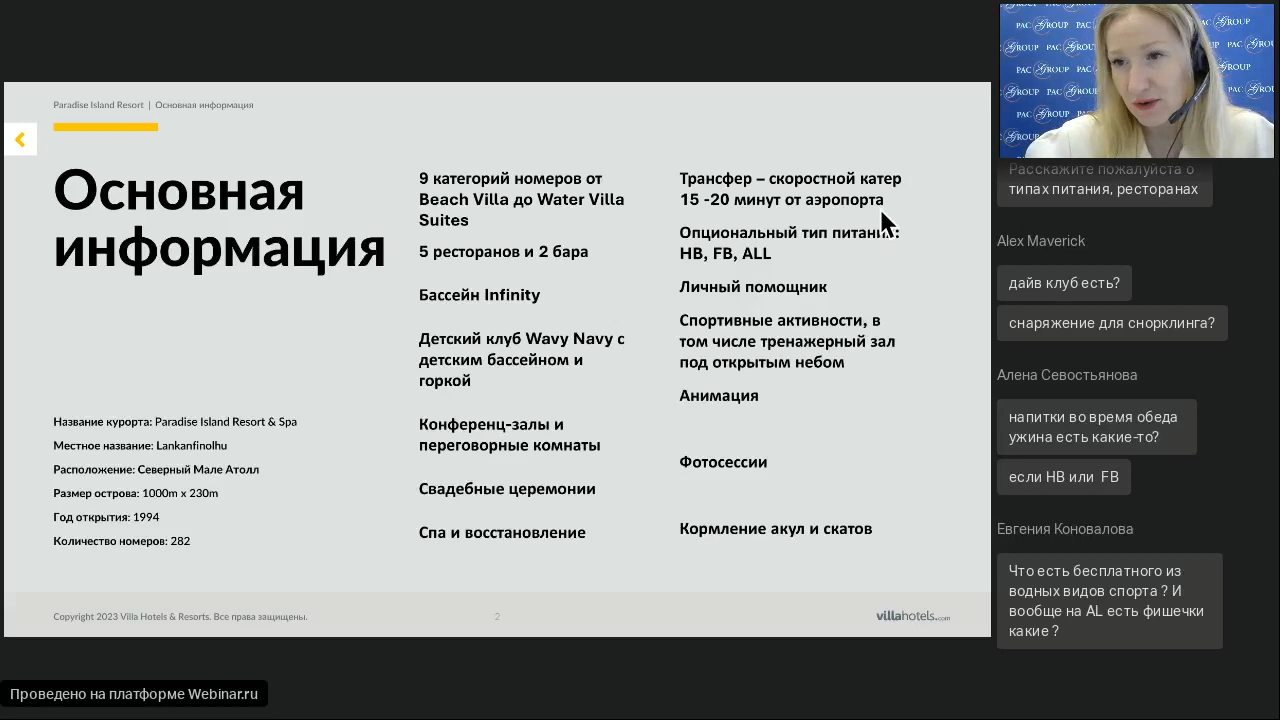 Paradise Island Resort | Основная информация
Основная
информация
Название курорта: Paradise Island Resort & Spa
Местное название: Lankanfinolhu
Расположение: Северный Мале Атолл
Размер острова: 1000m x 230m
Год открытия: 1994
Количество номеров: 282
9 категорий номеров от
Beach Villa до Water Villa
Suites
5 ресторанов и 2 бара
Бассейн Infinity
Детский клуб Wavy Navy с
детским бассейном и
горкой
Конференц-залы и
переговорные комнаты
Свадебные церемонии
Спа и восстановление
Трансфер – скоростной катер
15 -20 минут от аэропорта
Опциональный тип питания:
HB, FB, ALL
Личный помощник
Спортивные активности, в
том числе тренажерный зал
под открытым небом
Анимация
Фотосессии
Кормление акул и скатов
Copyright 2023 Villa Hotels & Resorts. Все права защищены.
2
villahotels.com
PAC GROUP
Расскажите пожалуйста о
типах питания, ресторанах
Alex Maverick
дайв клуб есть?
снаряжение для снорклинга?
Алена Севостьянова
напитки во время обеда
ужина есть какие-то?
если HB или FB
Евгения Коновалова
Что есть бесплатного из
водных видов спорта ? И
вообще на AL есть фишечки
какие ?
Проведено на платформе Webinar.ru